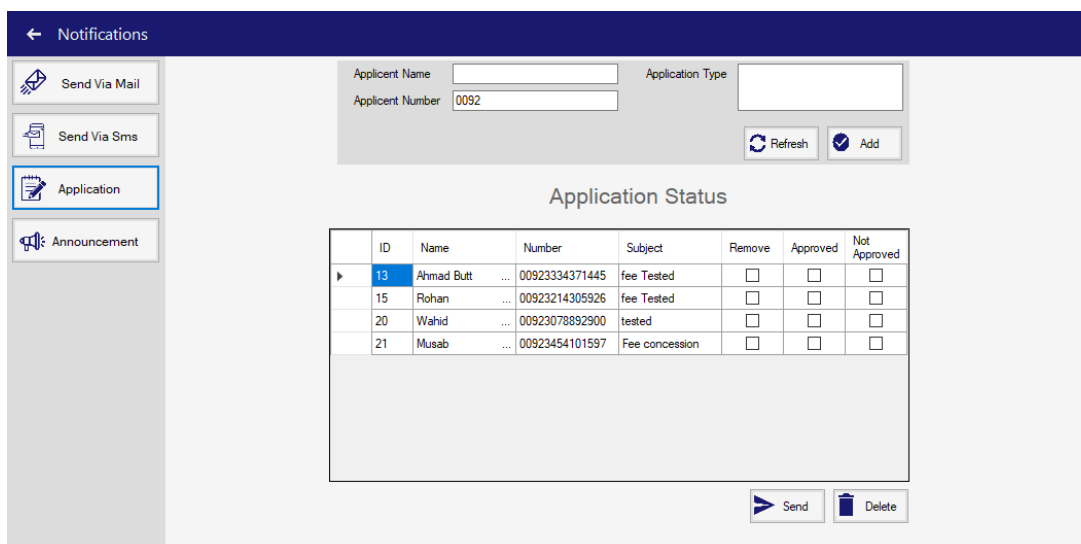 Notifications
Send Via Mail
Send Via Sms
Application
Announcement
Applicent Name
Application Type
Applicent Number 0092
Refresh
Add
Application Status
ID Name Number Subject Remove Approved Not Approved
13 Ahmad Butt ... 00923334371445 fee Tested
15 Rohan ... 00923214305926 fee Tested
20 Wahid ... 00923078892900 tested
21 Musab ... 00923454101597 Fee concession
Send
Delete